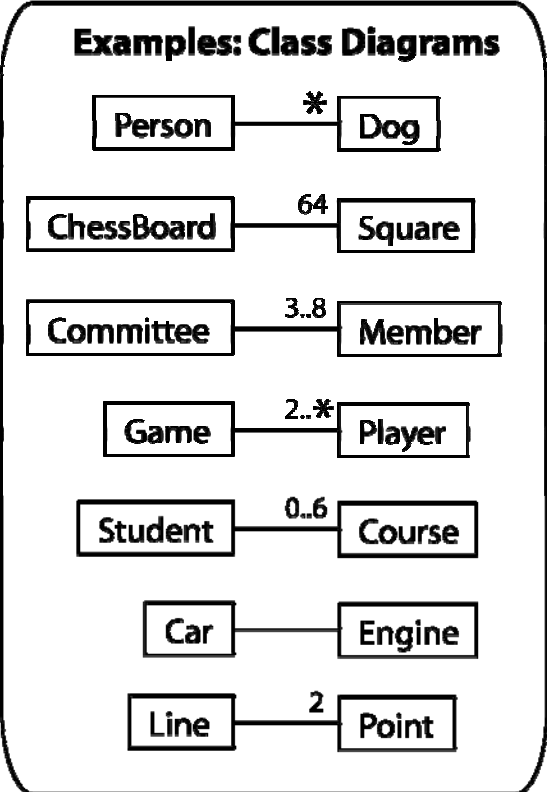 Examples: Class Diagrams
Person * Dog
ChessBoard 64 Square
Committee 3..8 Member
Game 2..* Player
Student 0..6 Course
Car Engine
Line 2 Point